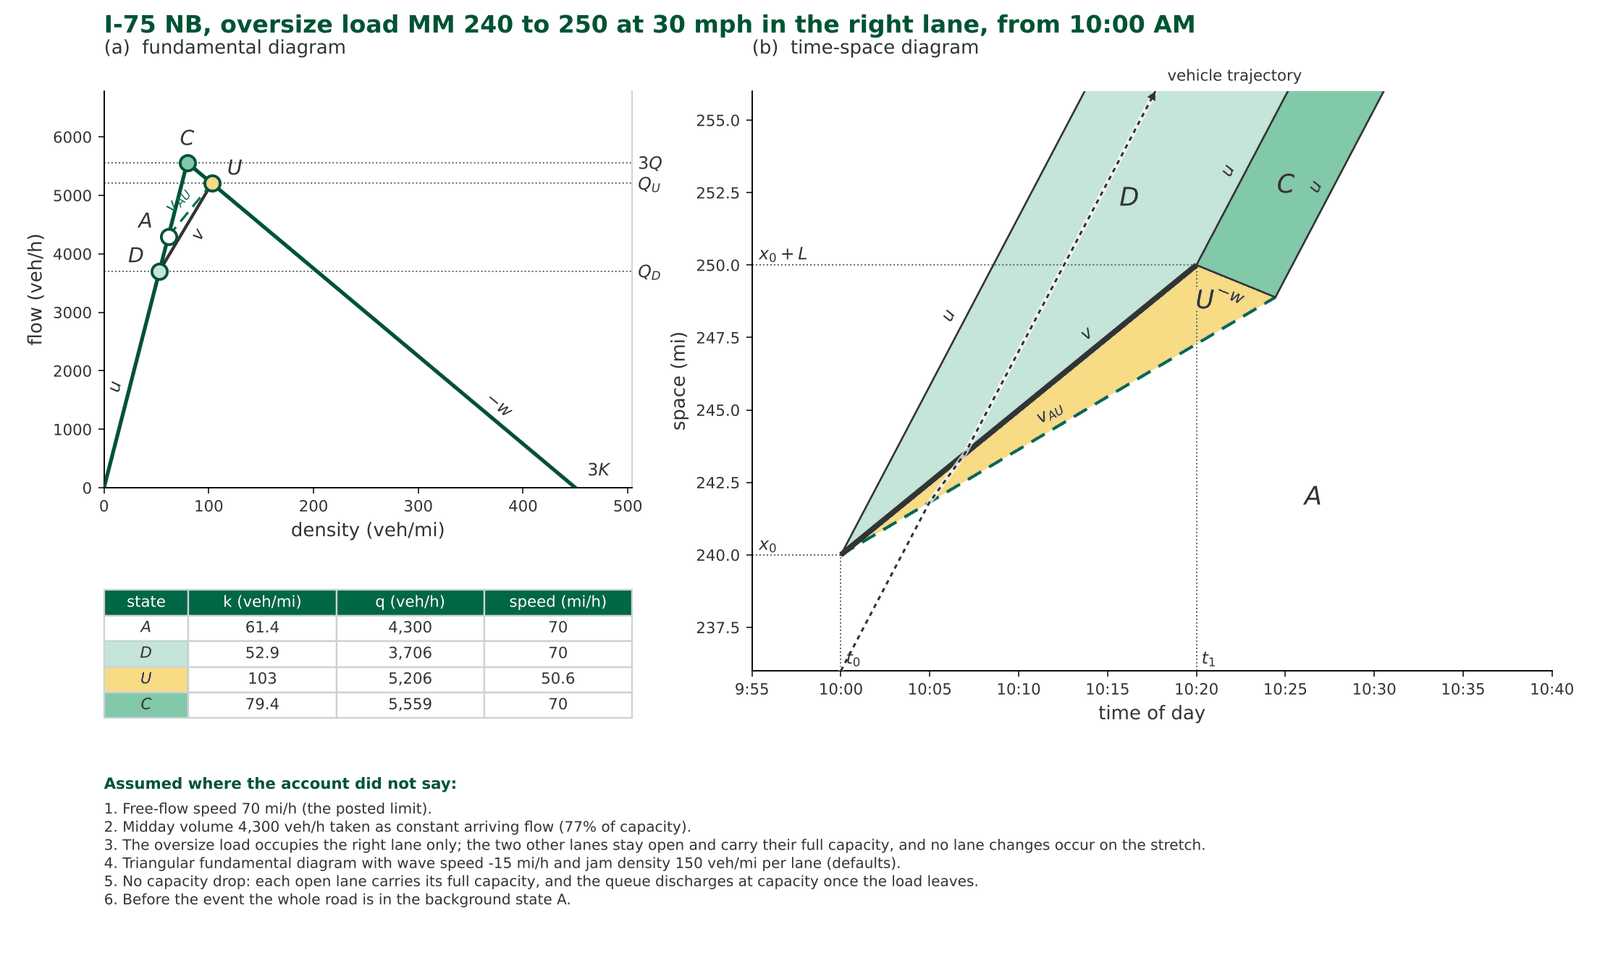 I-75 NB, oversize load MM 240 to 250 at 30 mph in the right lane, from 10:00 AM
(a) fundamental diagram
flow (veh/h)
6000
5000
4000
3000
2000
1000
0
0 100 200 300 400 500
density (veh/mi)
C
U
A
D
v_AU
v
u
−w
3K
3Q
Q_U
Q_D
state k (veh/mi) q (veh/h) speed (mi/h)
A 61.4 4,300 70
D 52.9 3,706 70
U 103 5,206 50.6
C 79.4 5,559 70
(b) time-space diagram
vehicle trajectory
space (mi)
255.0
252.5
250.0
247.5
245.0
242.5
240.0
237.5
x₀ + L
x₀
D
C
U
A
u
u
u
v
−w
v_AU
t₀
t₁
9:55 10:00 10:05 10:10 10:15 10:20 10:25 10:30 10:35 10:40
time of day
Assumed where the account did not say:
1. Free-flow speed 70 mi/h (the posted limit).
2. Midday volume 4,300 veh/h taken as constant arriving flow (77% of capacity).
3. The oversize load occupies the right lane only; the two other lanes stay open and carry their full capacity, and no lane changes occur on the stretch.
4. Triangular fundamental diagram with wave speed -15 mi/h and jam density 150 veh/mi per lane (defaults).
5. No capacity drop: each open lane carries its full capacity, and the queue discharges at capacity once the load leaves.
6. Before the event the whole road is in the background state A.